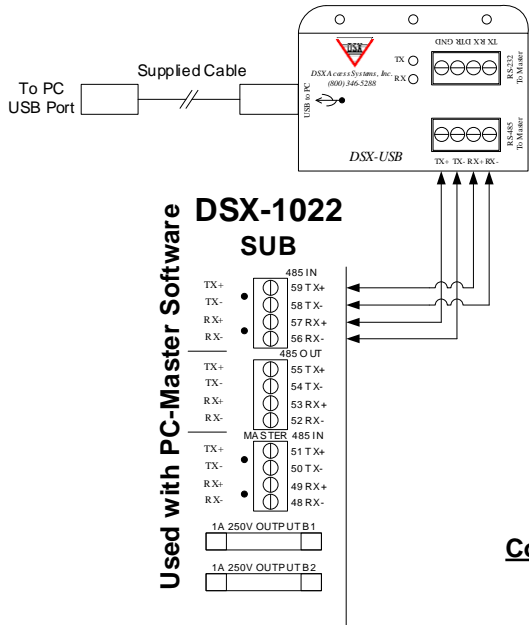 To PC
USB Port
Supplied Cable
DSX
DSX Access Systems, Inc.
(800) 346-5288
TX
RX
USB to PC
TX RX DTR GND
RS-232
To Master
RS-485
To Master
DSX-USB
TX+ TX- RX+ RX-
DSX-1022
SUB
Used with PC-Master Software
485 IN
TX+ 59 TX+
TX- 58 TX-
RX+ 57 RX+
RX- 56 RX-
485 OUT
TX+ 55 TX+
TX- 54 TX-
RX+ 53 RX+
RX- 52 RX-
MASTER 485 IN
TX+ 51 TX+
TX- 50 TX-
RX+ 49 RX+
RX- 48 RX-
1A 250V OUTPUT B1
1A 250V OUTPUT B2